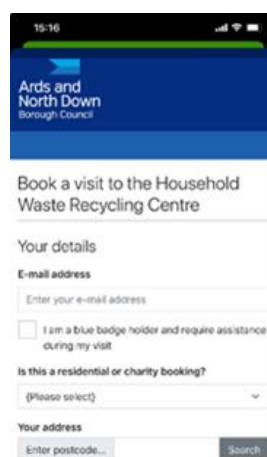 15:16
Ards and
North Down
Borough Council
Book a visit to the Household
Waste Recycling Centre
Your details
E-mail address
Enter your e-mail address
I am a blue badge holder and require assistance
during my visit
Is this a residential or charity booking?
(Please select)
Your address
Enter postcode...
Search